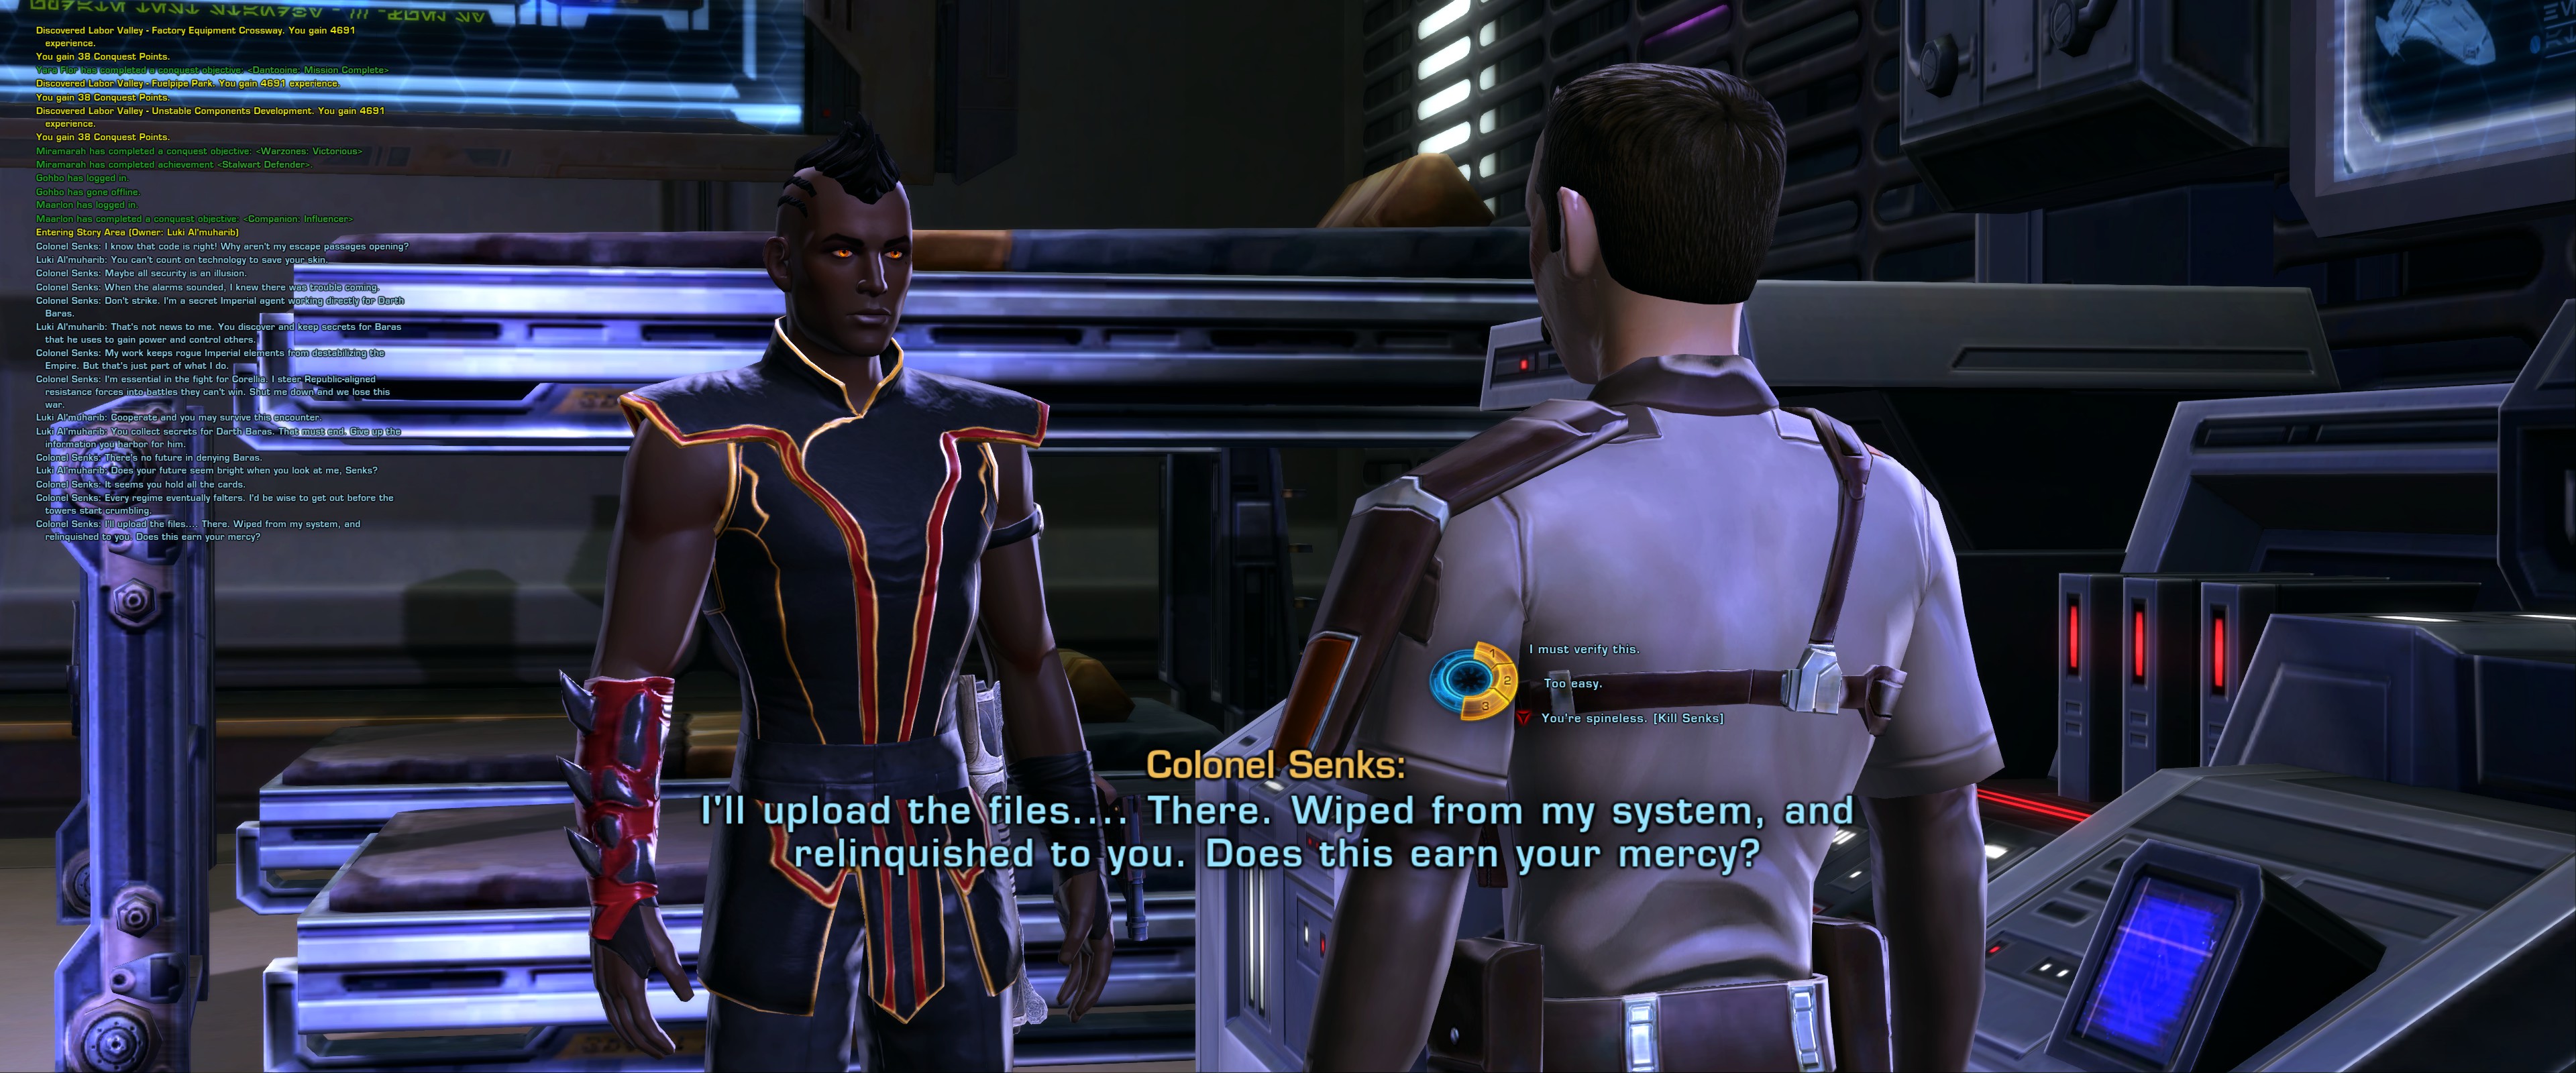 Discovered Labor Valley - Factory Equipment Crossway. You gain 4691
experience.
You gain 38 Conquest Points.
has completed a conquest objective: <Dantooine: Mission Complete>
Discovered Labor Valley - Fuelpipe Park. You gain 4691 experience.
You gain 38 Conquest Points.
Discovered Labor Valley - Unstable Components Development. You gain 4691
experience.
You gain 38 Conquest Points.
Miramarah has completed a conquest objective: <Warzones: Victorious>
Miramarah has completed achievement <Stalwart Defender>.
Gohbo has logged in.
Gohbo has gone offline.
Maarlon has logged in.
Maarlon has completed a conquest objective: <Companion: Influencer>
Entering Story Area (Owner: Luki Al'muharib)
Colonel Senks: I know that code is right! Why aren't my escape passages opening?
Luki Al'muharib: You can't count on technology to save your skin.
Colonel Senks: Maybe all security is an illusion.
Colonel Senks: When the alarms sounded, I knew there was trouble coming.
Colonel Senks: Don't strike. I'm a secret Imperial agent working directly for Darth
Baras.
Luki Al'muharib: That's not news to me. You discover and keep secrets for Baras
that he uses to gain power and control others.
Colonel Senks: My work keeps rogue Imperial elements from destabilizing the
Empire. But that's just part of what I do.
Colonel Senks: I'm essential in the fight for Corellia. I steer Republic-aligned
resistance forces into battles they can't win. Shut me down and we lose this
war.
Luki Al'muharib: Cooperate and you may survive this encounter.
Luki Al'muharib: You collect secrets for Darth Baras. That must end. Give up the
information you harbor for him.
Colonel Senks: There's no future in denying Baras.
Luki Al'muharib: Does your future seem bright when you look at me, Senks?
Colonel Senks: It seems you hold all the cards.
Colonel Senks: Every regime eventually falters. I'd be wise to get out before the
towers start crumbling.
Colonel Senks: I'll upload the files.... There. Wiped from my system, and
relinquished to you. Does this earn your mercy?
1 I must verify this.
2 Too easy.
3 You're spineless. [Kill Senks]
Colonel Senks:
I'll upload the files.... There. Wiped from my system, and
relinquished to you. Does this earn your mercy?